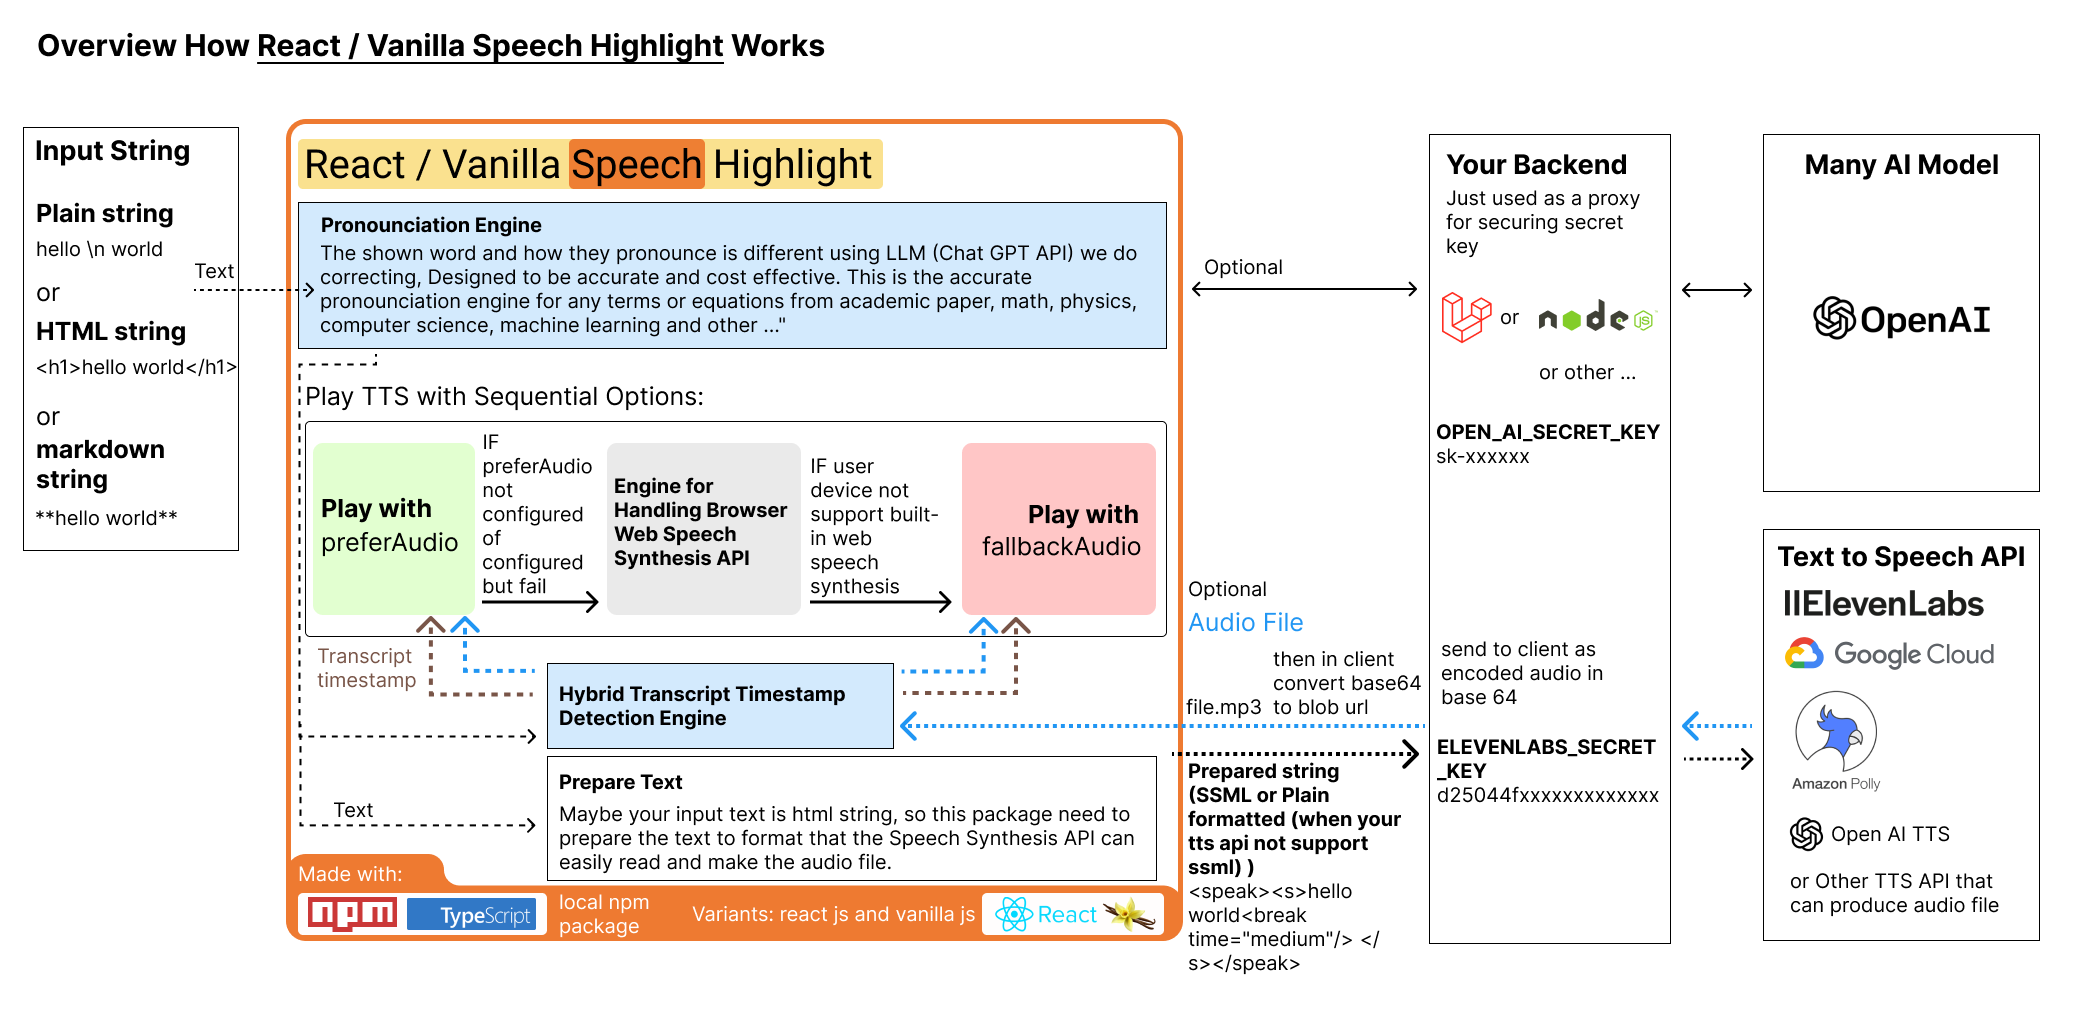 Overview How React / Vanilla Speech Highlight Works
Input String
Plain string
hello \n world
or
HTML string
<h1>hello world</h1>
or
markdown
string
**hello world**
Text
React / Vanilla Speech Highlight
Pronounciation Engine
The shown word and how they pronounce is different using LLM (Chat GPT API) we do
correcting, Designed to be accurate and cost effective. This is the accurate
pronounciation engine for any terms or equations from academic paper, math, physics,
computer science, machine learning and other ..."
Play TTS with Sequential Options:
Play with
preferAudio
IF
preferAudio
not
configured
of
configured
but fail
Engine for
Handling Browser
Web Speech
Synthesis API
IF user
device not
support built-
in web
speech
synthesis
Play with
fallbackAudio
Transcript
timestamp
Hybrid Transcript Timestamp
Detection Engine
Text
Prepare Text
Maybe your input text is html string, so this package need to
prepare the text to format that the Speech Synthesis API can
easily read and make the audio file.
Made with:
npm
TypeScript
local npm
package
Variants: react js and vanilla js
React
Optional
Optional
Audio File
then in client
convert base64
file.mp3 to blob url
Prepared string
(SSML or Plain
formatted (when your
tts api not support
ssml) )
<speak><s>hello
world<break
time="medium"/> </
s></speak>
Your Backend
Just used as a proxy
for securing secret
key
or node JS
or other ...
OPEN_AI_SECRET_KEY
sk-xxxxxx
send to client as
encoded audio in
base 64
ELEVENLABS_SECRET
_KEY
d25044fxxxxxxxxxxxxx
Many AI Model
OpenAI
Text to Speech API
IIElevenLabs
Google Cloud
Amazon Polly
Open AI TTS
or Other TTS API that
can produce audio file